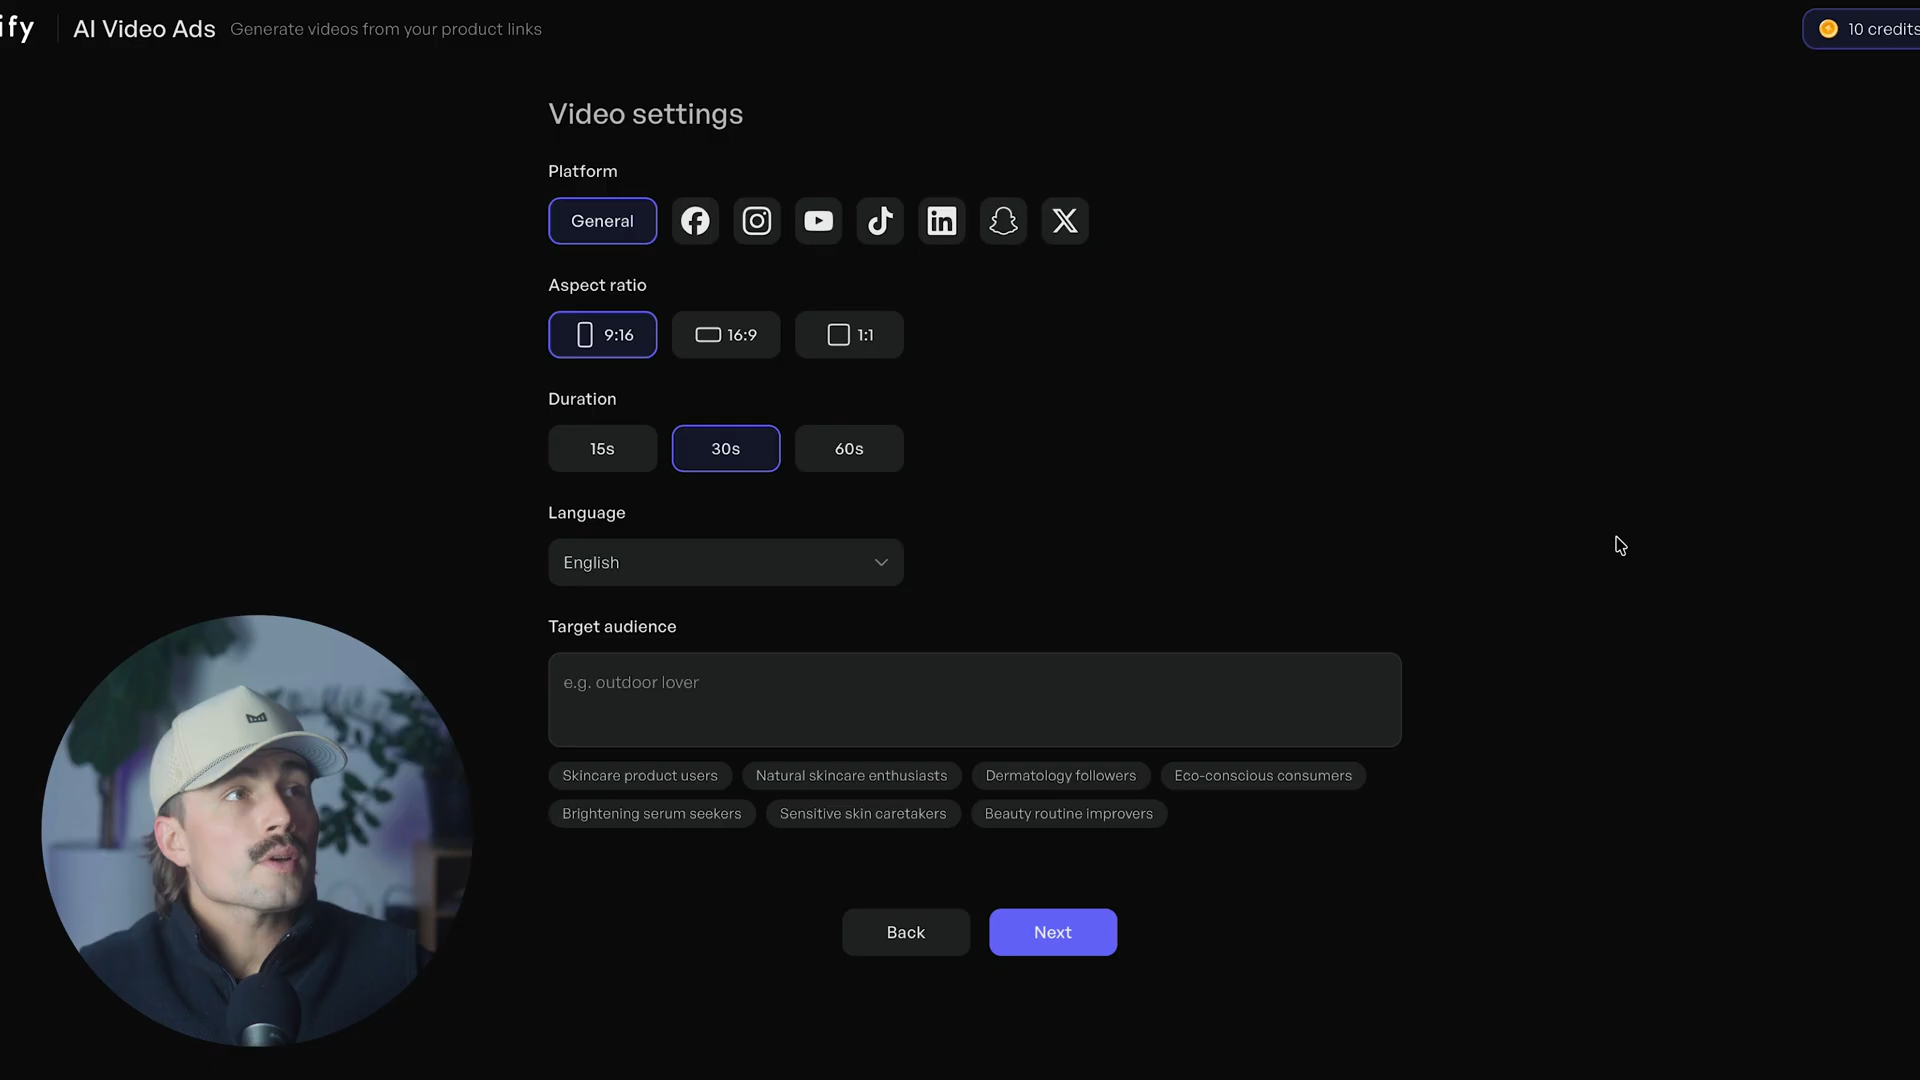 ify AI Video Ads Generate videos from your product links 10 credits
Video settings
Platform
General
Aspect ratio
9:16 16:9 1:1
Duration
15s 30s 60s
Language
English
Target audience
e.g. outdoor lover
Skincare product users Natural skincare enthusiasts Dermatology followers Eco-conscious consumers
Brightening serum seekers Sensitive skin caretakers Beauty routine improvers
Back Next